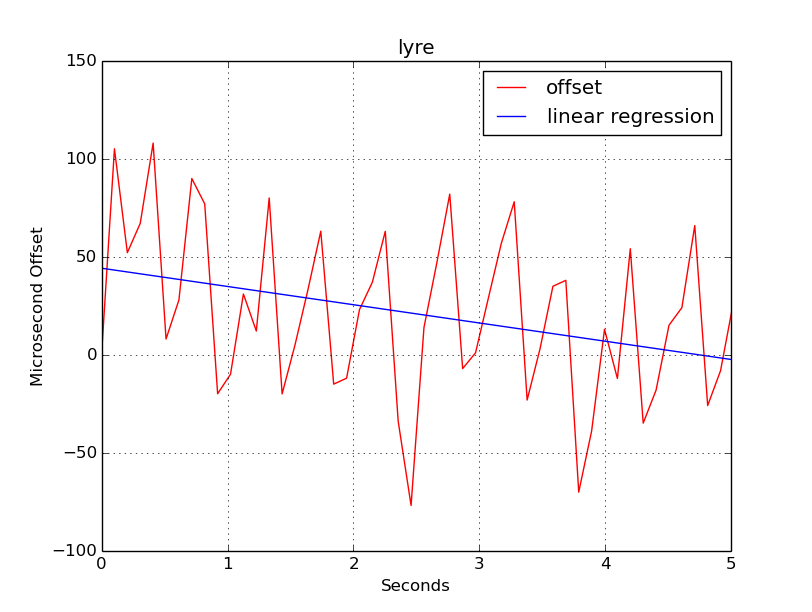 lyre
150
100
50
0
−50
−100
Microsecond Offset
offset
linear regression
0 1 2 3 4 5
Seconds